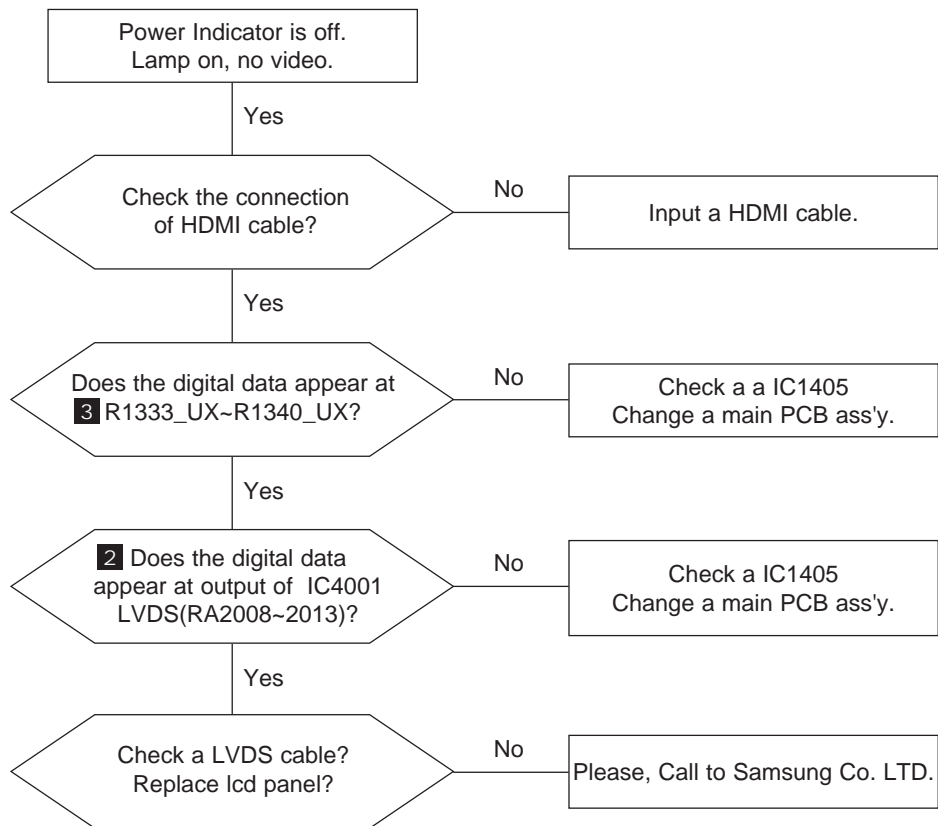 Power Indicator is off.
Lamp on, no video.
Yes
Check the connection
of HDMI cable?
No
Input a HDMI cable.
Yes
Does the digital data appear at
3 R1333_UX~R1340_UX?
No
Check a a IC1405
Change a main PCB ass'y.
Yes
2 Does the digital data
appear at output of IC4001
LVDS(RA2008~2013)?
No
Check a IC1405
Change a main PCB ass'y.
Yes
Check a LVDS cable?
Replace lcd panel?
No
Please, Call to Samsung Co. LTD.